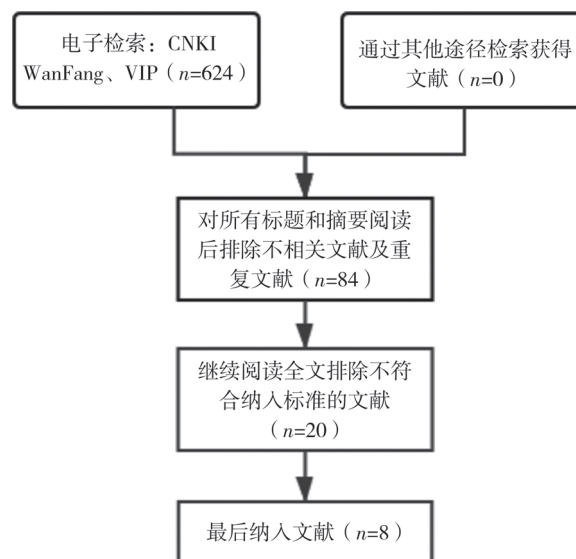 电子检索：CNKI
WanFang、VIP（n=624）
通过其他途径检索获得
文献（n=0）
对所有标题和摘要阅读
后排除不相关文献及重
复文献（n=84）
继续阅读全文排除不符
合纳入标准的文献
（n=20）
最后纳入文献（n=8）